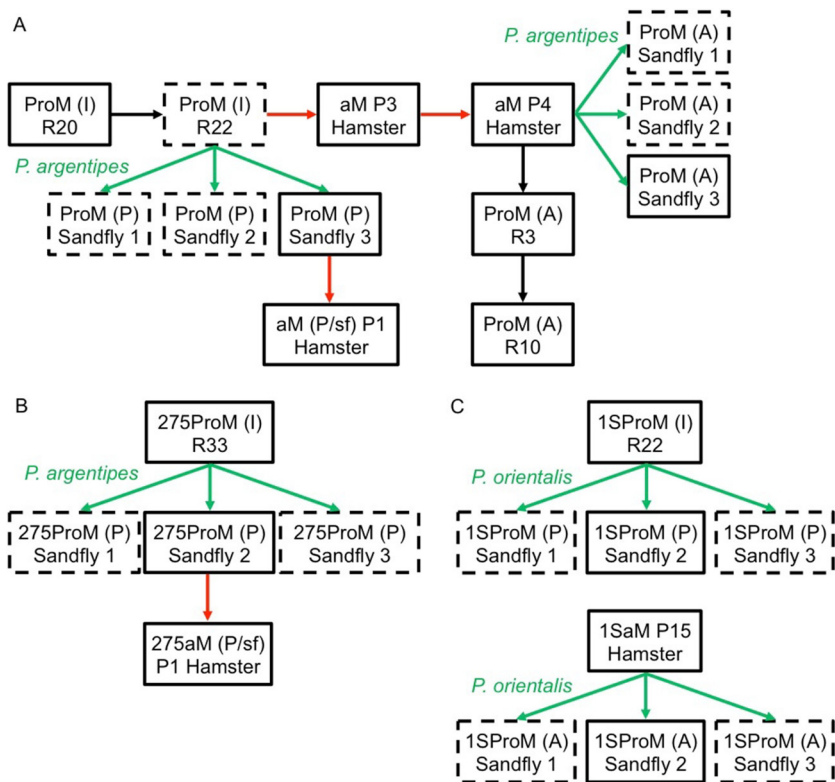 A
ProM (I)
R20
ProM (I)
R22
aM P3
Hamster
aM P4
Hamster
P. argentipes
ProM (A)
Sandfly 1
ProM (A)
Sandfly 2
ProM (A)
Sandfly 3
P. argentipes
ProM (P)
Sandfly 1
ProM (P)
Sandfly 2
ProM (P)
Sandfly 3
ProM (A)
R3
aM (P/sf) P1
Hamster
ProM (A)
R10
B
275ProM (I)
R33
P. argentipes
275ProM (P)
Sandfly 1
275ProM (P)
Sandfly 2
275ProM (P)
Sandfly 3
275aM (P/sf)
P1 Hamster
C
1SProM (I)
R22
P. orientalis
1SProM (P)
Sandfly 1
1SProM (P)
Sandfly 2
1SProM (P)
Sandfly 3
1SaM P15
Hamster
P. orientalis
1SProM (A)
Sandfly 1
1SProM (A)
Sandfly 2
1SProM (A)
Sandfly 3